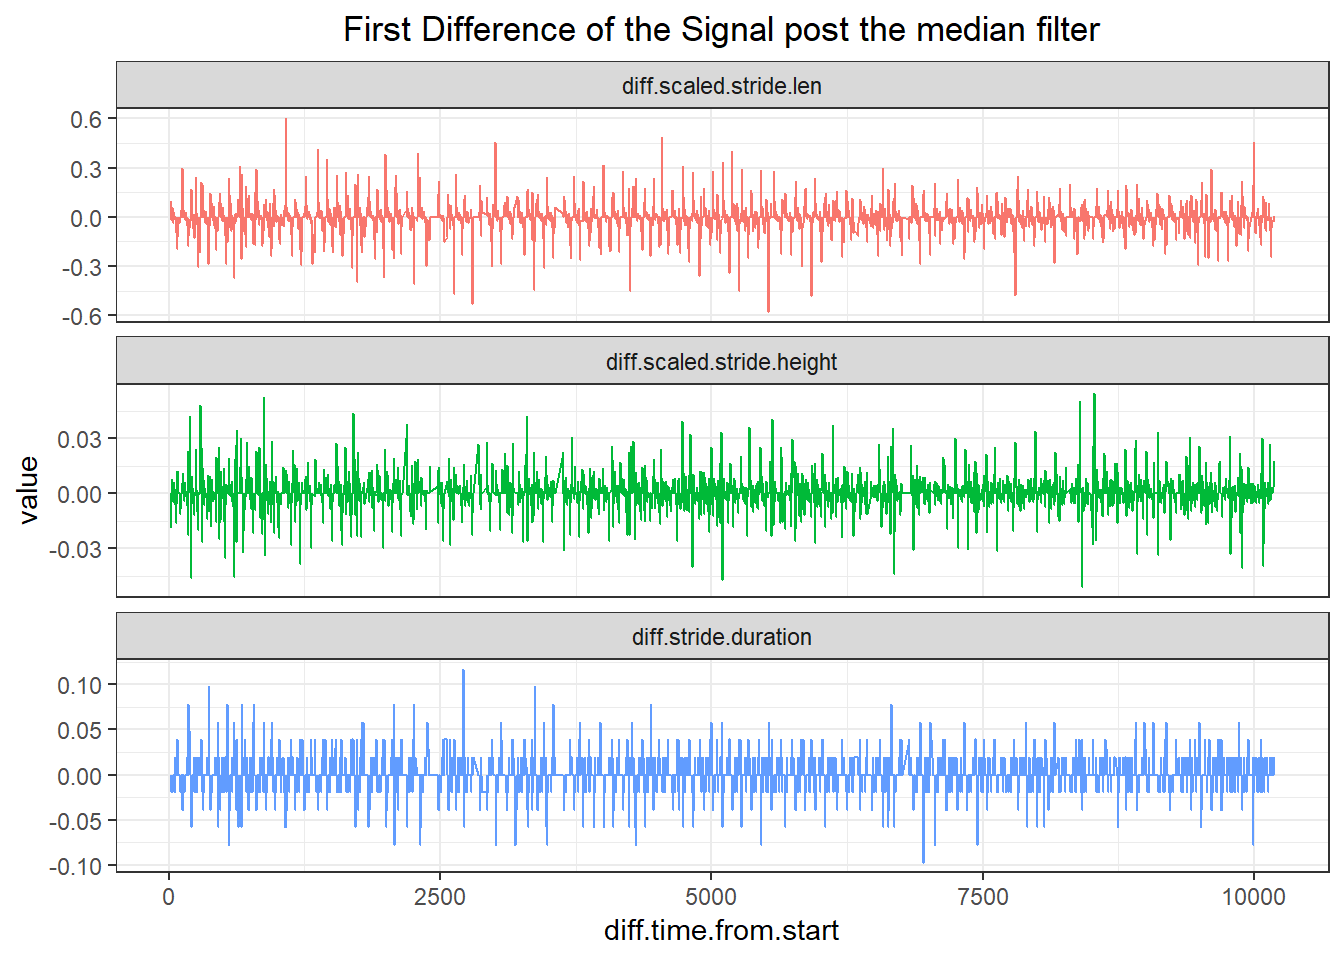 First Difference of the Signal post the median filter
diff.scaled.stride.len
0.6
0.3
0.0
-0.3
-0.6
diff.scaled.stride.height
0.03
0.00
-0.03
value
diff.stride.duration
0.10
0.05
0.00
-0.05
-0.10
0 2500 5000 7500 10000
diff.time.from.start